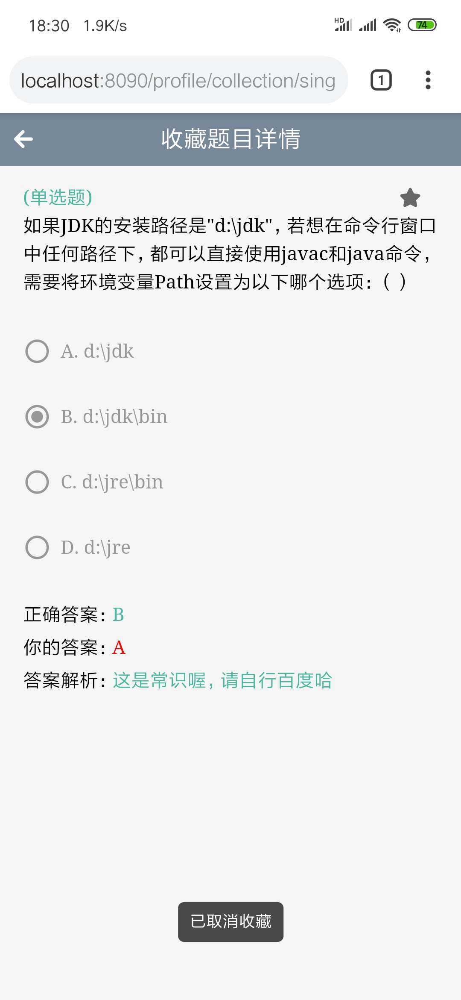 18:30 1.9K/s HD 74
localhost:8090/profile/collection/sing 1
收藏题目详情
(单选题)
如果JDK的安装路径是"d:\jdk"，若想在命令行窗口
中任何路径下，都可以直接使用javac和java命令，
需要将环境变量Path设置为以下哪个选项：（ ）
A. d:\jdk
B. d:\jdk\bin
C. d:\jre\bin
D. d:\jre
正确答案：B
你的答案：A
答案解析：这是常识喔，请自行百度哈
已取消收藏